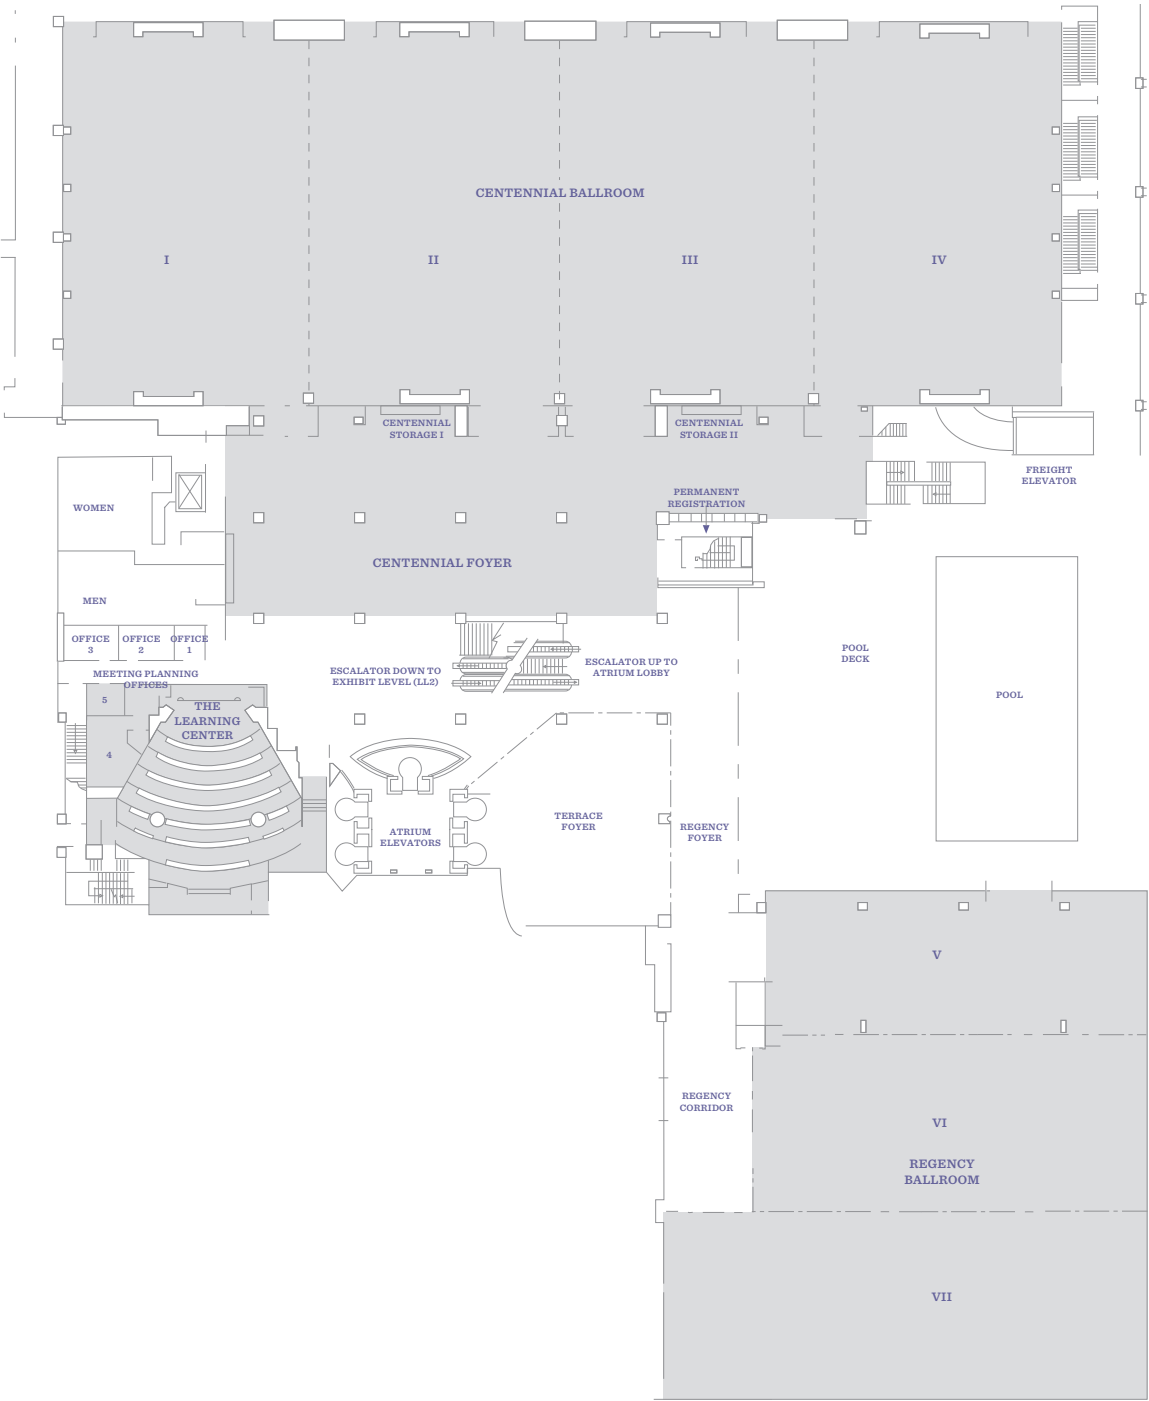 CENTENNIAL BALLROOM
I
II
III
IV
CENTENNIAL
STORAGE I
CENTENNIAL
STORAGE II
FREIGHT
ELEVATOR
PERMANENT
REGISTRATION
WOMEN
CENTENNIAL FOYER
MEN
OFFICE
3
OFFICE
2
OFFICE
1
MEETING PLANNING
OFFICES
ESCALATOR DOWN TO
EXHIBIT LEVEL (LL2)
ESCALATOR UP TO
ATRIUM LOBBY
POOL
DECK
POOL
5
4
THE
LEARNING
CENTER
ATRIUM
ELEVATORS
TERRACE
FOYER
REGENCY
FOYER
V
REGENCY
CORRIDOR
VI
REGENCY
BALLROOM
VII